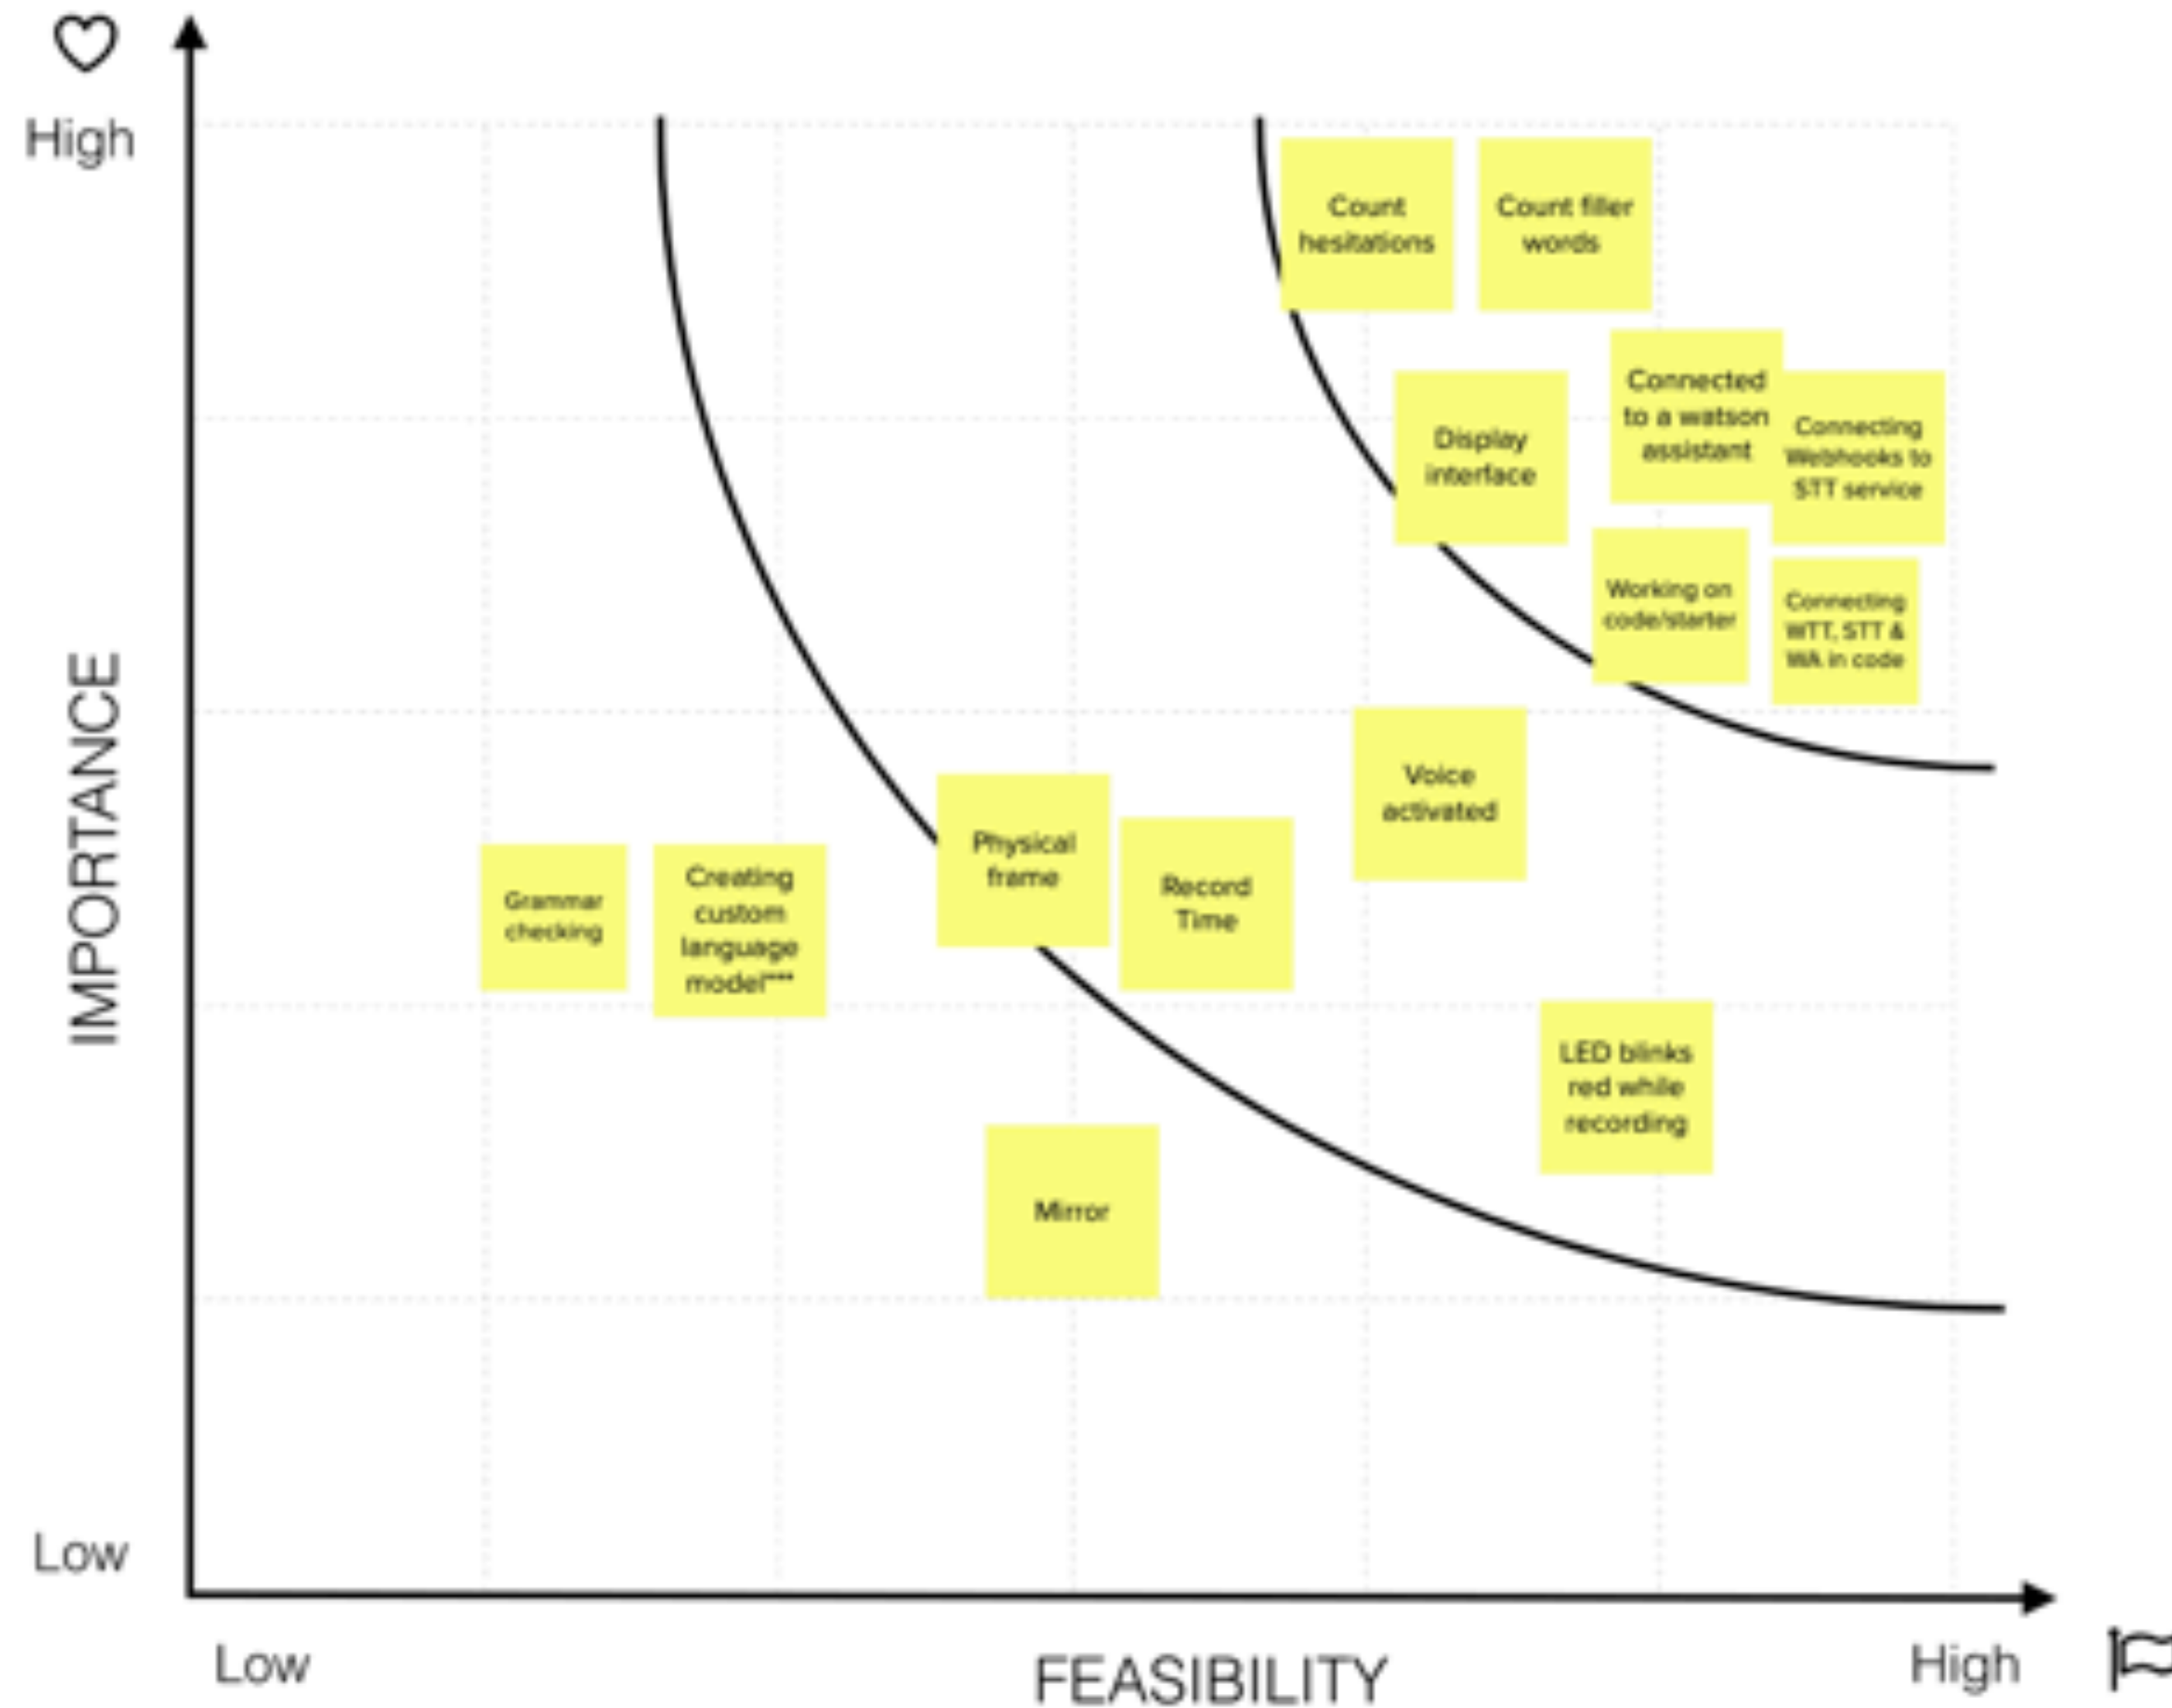 High
Count
hesitations
Count filler
words
Connected
to a watson
assistant
Connecting
Webhooks to
STT service
Display
interface
Working on
code/starter
Connecting
WTT, STT &
WA in code
IMPORTANCE
Voice
activated
Physical
frame
Record
Time
Grammar
checking
Creating
custom
language
model***
LED blinks
red while
recording
Mirror
Low
Low
FEASIBILITY
High